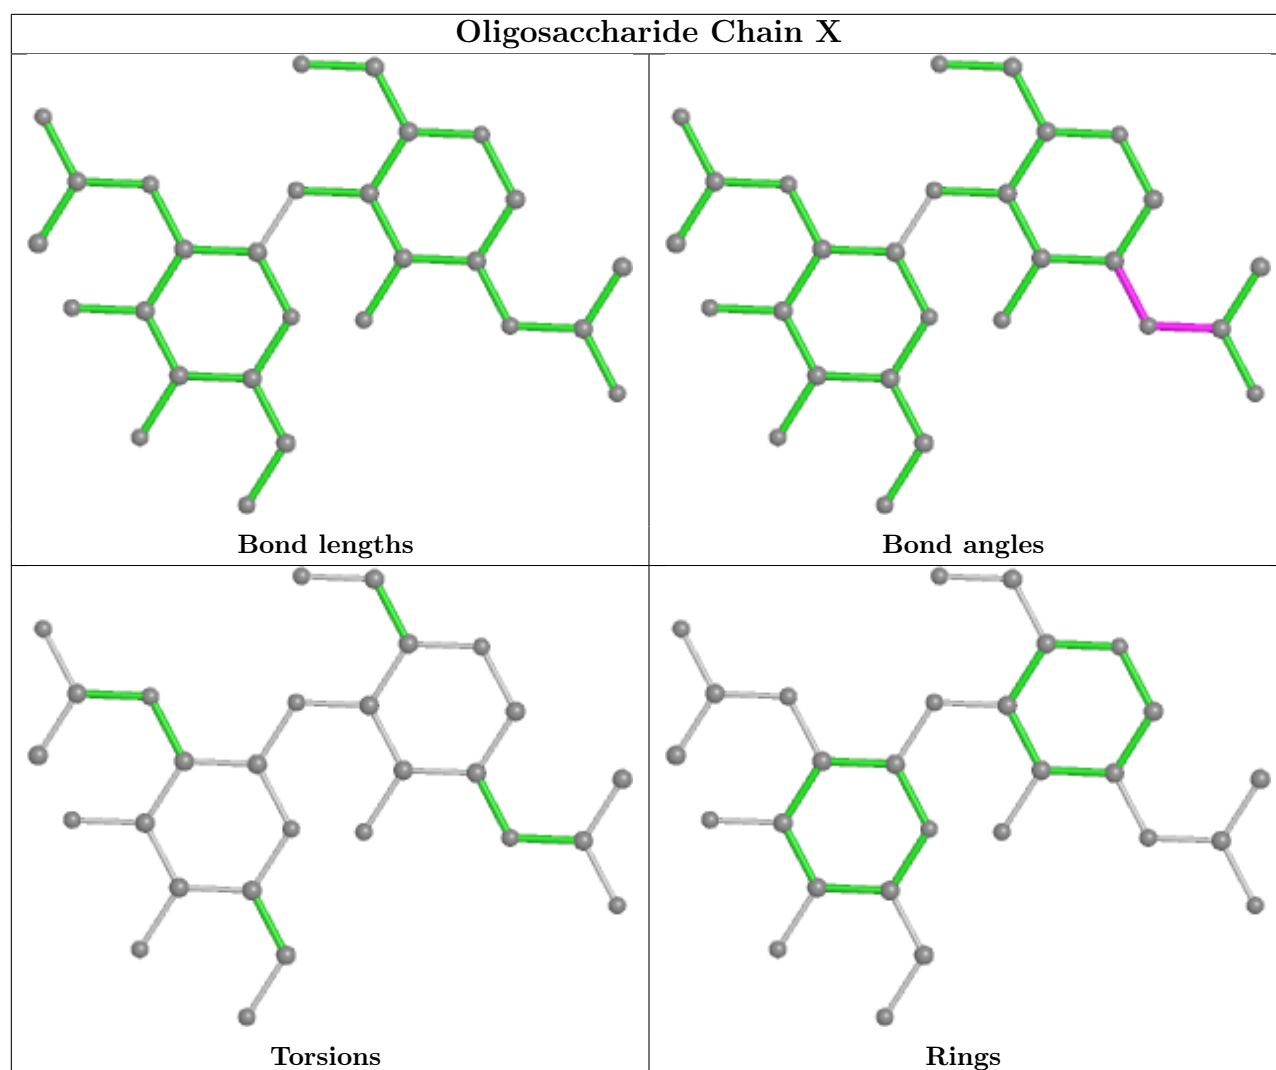 Oligosaccharide Chain X
Bond lengths
Bond angles
Torsions
Rings